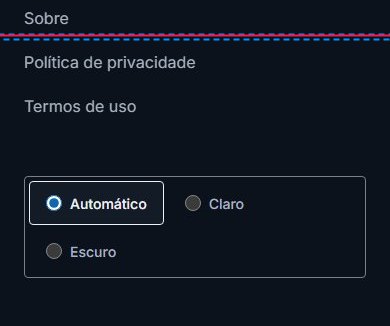 Sobre
Política de privacidade
Termos de uso
Automático
Claro
Escuro